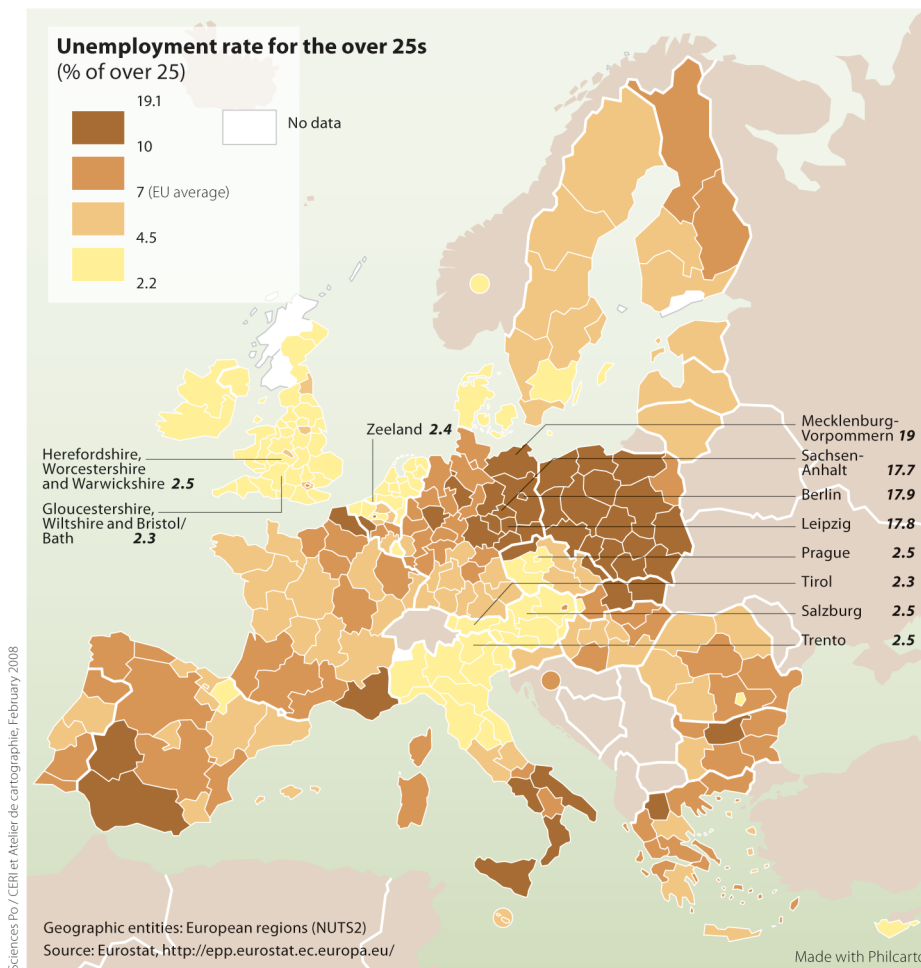 Unemployment rate for the over 25s
(% of over 25)
19.1
10
7 (EU average)
4.5
2.2
No data
Zeeland 2.4
Herefordshire,
Worcestershire
and Warwickshire 2.5
Gloucestershire,
Wiltshire and Bristol/
Bath 2.3
Mecklenburg-
Vorpommern 19
Sachsen-
Anhalt 17.7
Berlin 17.9
Leipzig 17.8
Prague 2.5
Tirol 2.3
Salzburg 2.5
Trento 2.5
Sciences Po / CERI et Atelier de cartographie, February 2008
Geographic entities: European regions (NUTS2)
Source: Eurostat, http://epp.eurostat.ec.europa.eu/
Made with Philcarto